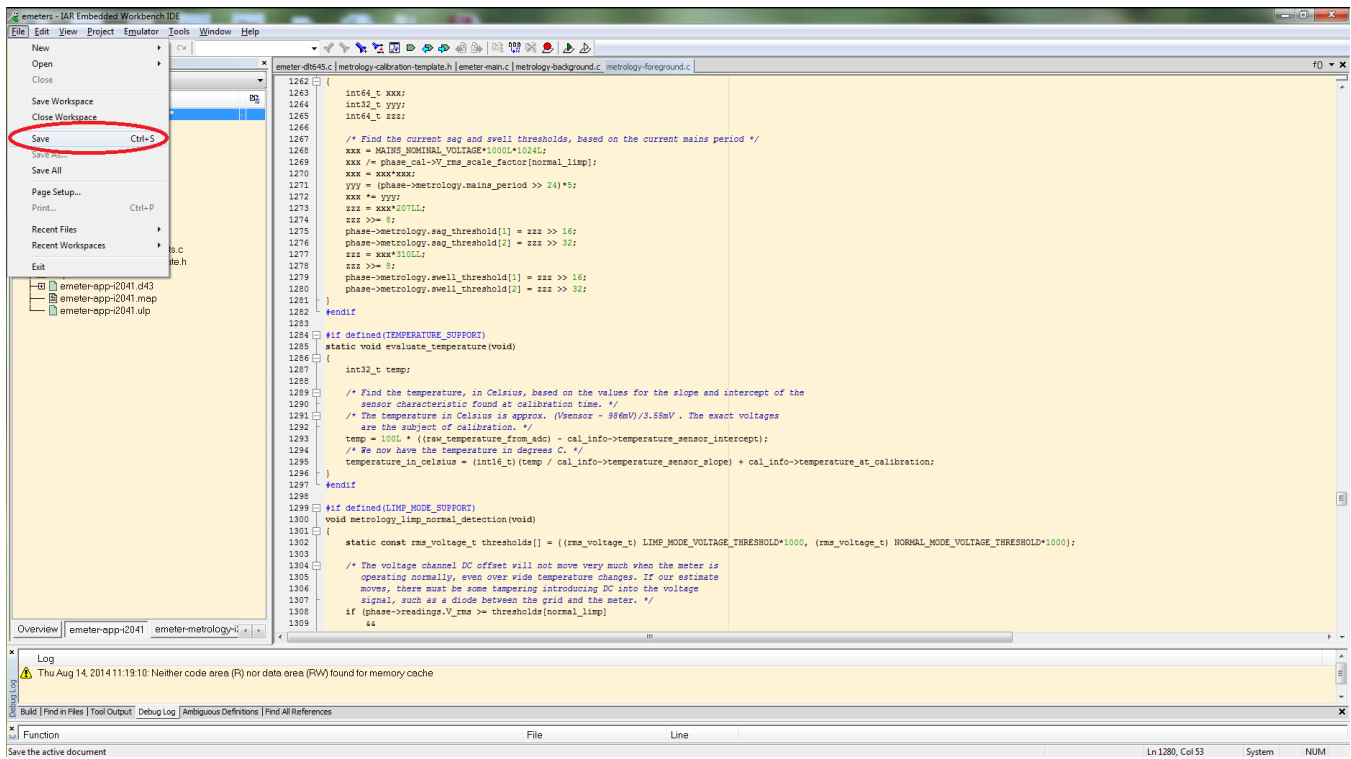 emeters - IAR Embedded Workbench IDE
File Edit View Project Emulator Tools Window Help
New
Open
Close
Save Workspace
Close Workspace
Save Ctrl+S
Save As...
Save All
Page Setup...
Print... Ctrl+P
Recent Files
Recent Workspaces
Exit
ts.c
ate.h
emeter-app-i2041.d43
emeter-app-i2041.map
emeter-app-i2041.ulp
Overview emeter-app-i2041 emeter-metrology-i2
emeter-dlt645.c | metrology-calibration-template.h | emeter-main.c | metrology-background.c metrology-foreground.c f()
1262 {
1263 int64_t xxx;
1264 int32_t yyy;
1265 int64_t zzz;
1266
1267 /* Find the current sag and swell thresholds, based on the current mains period */
1268 xxx = MAINS_NOMINAL_VOLTAGE*1000L*1024L;
1269 xxx /= phase_cal->V_rms_scale_factor[normal_limp];
1270 xxx = xxx*xxx;
1271 yyy = (phase->metrology.mains_period >> 24)*5;
1272 xxx *= yyy;
1273 zzz = xxx*207LL;
1274 zzz >>= 8;
1275 phase->metrology.sag_threshold[1] = zzz >> 16;
1276 phase->metrology.sag_threshold[2] = zzz >> 32;
1277 zzz = xxx*310LL;
1278 zzz >>= 8;
1279 phase->metrology.swell_threshold[1] = zzz >> 16;
1280 phase->metrology.swell_threshold[2] = zzz >> 32;
1281 }
1282 #endif
1283
1284 #if defined(TEMPERATURE_SUPPORT)
1285 static void evaluate_temperature(void)
1286 {
1287 int32_t temp;
1288
1289 /* Find the temperature, in Celsius, based on the values for the slope and intercept of the
1290 sensor characteristic found at calibration time. */
1291 /* The temperature in Celsius is approx. (Vsensor - 986mV)/3.55mV . The exact voltages
1292 are the subject of calibration. */
1293 temp = 100L * ((raw_temperature_from_adc) - cal_info->temperature_sensor_intercept);
1294 /* We now have the temperature in degrees C. */
1295 temperature_in_celsius = (int16_t)(temp / cal_info->temperature_sensor_slope) + cal_info->temperature_at_calibration;
1296 }
1297 #endif
1298
1299 #if defined(LIMP_MODE_SUPPORT)
1300 void metrology_limp_normal_detection(void)
1301 {
1302 static const rms_voltage_t thresholds[] = {(rms_voltage_t) LIMP_MODE_VOLTAGE_THRESHOLD*1000, (rms_voltage_t) NORMAL_MODE_VOLTAGE_THRESHOLD*1000};
1303
1304 /* The voltage channel DC offset will not move very much when the meter is
1305 operating normally, even over wide temperature changes. If our estimate
1306 moves, there must be some tampering introducing DC into the voltage
1307 signal, such as a diode between the grid and the meter. */
1308 if (phase->readings.V_rms >= thresholds[normal_limp]
1309 &&
Log
Thu Aug 14, 2014 11:19:10: Neither code area (R) nor data area (RW) found for memory cache
Debug Log
Build | Find in Files | Tool Output Debug Log Ambiguous Definitions | Find All References
Function File Line
Save the active document Ln 1280, Col 53 System NUM